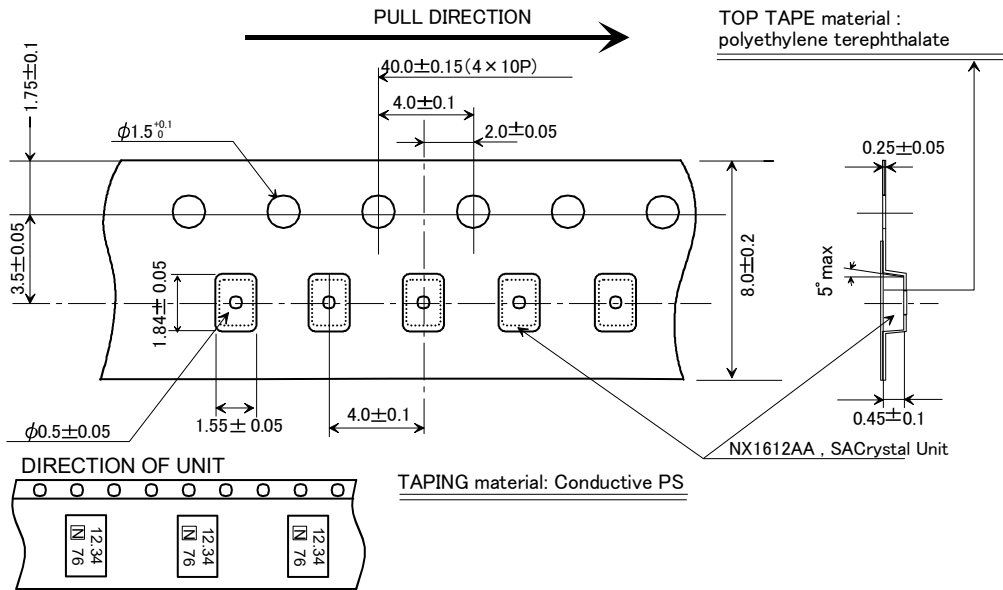 PULL DIRECTION
TOP TAPE material :
polyethylene terephthalate
1.75±0.1
40.0±0.15(4×10P)
4.0±0.1
φ1.5 +0.1 0
2.0±0.05
0.25±0.05
3.5±0.05
1.84± 0.05
8.0±0.2
5°max
1.55± 0.05
4.0±0.1
0.45±0.1
φ0.5±0.05
NX1612AA , SACrystal Unit
DIRECTION OF UNIT
TAPING material: Conductive PS
12.34
N 76
12.34
N 76
12.34
N 76